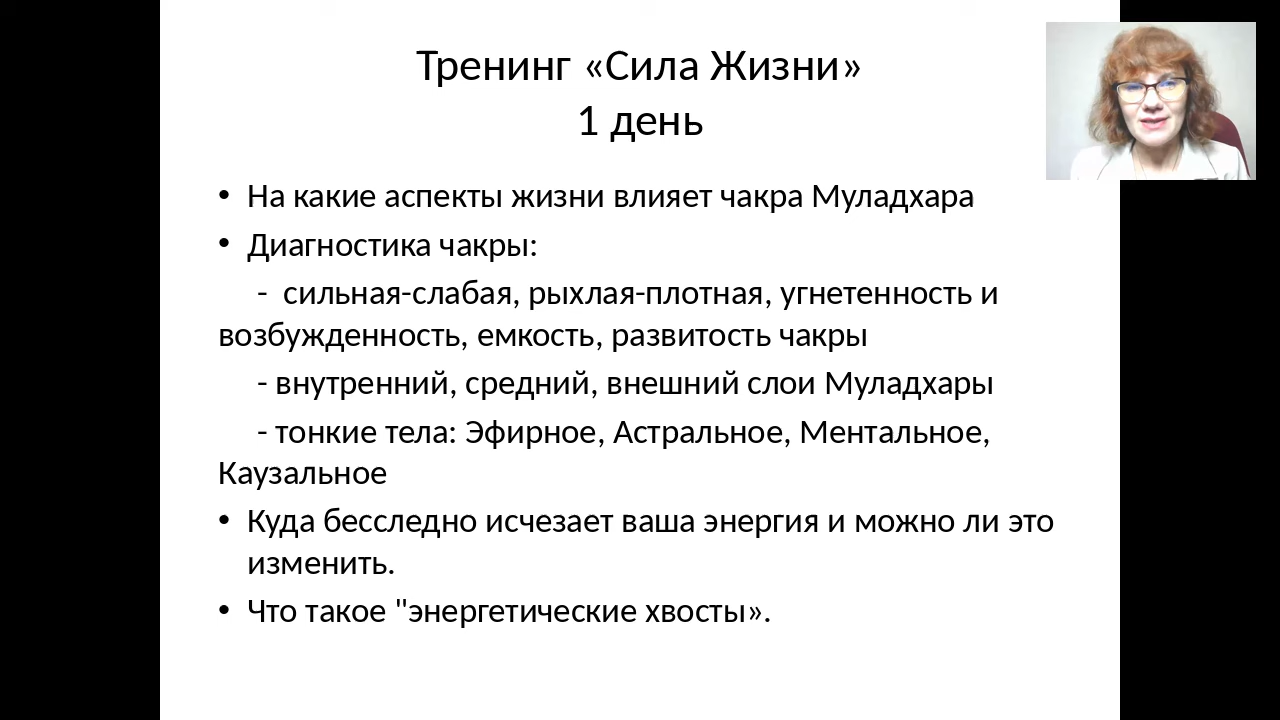 Тренинг «Сила Жизни»
1 день
• На какие аспекты жизни влияет чакра Муладхара
• Диагностика чакры:
- сильная-слабая, рыхлая-плотная, угнетенность и
возбужденность, емкость, развитость чакры
- внутренний, средний, внешний слои Муладхары
- тонкие тела: Эфирное, Астральное, Ментальное,
Каузальное
• Куда бесследно исчезает ваша энергия и можно ли это
изменить.
• Что такое "энергетические хвосты».